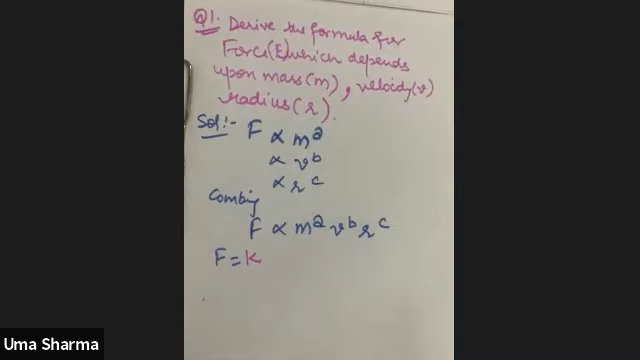 Q1. Derive the formula for
Force(F) which depends
upon mass(m), velocity(v)
radius(r).
Sol:- F ∝ m^a
∝ v^b
∝ r^c
Combing
F ∝ m^a v^b r^c
F = K
Uma Sharma